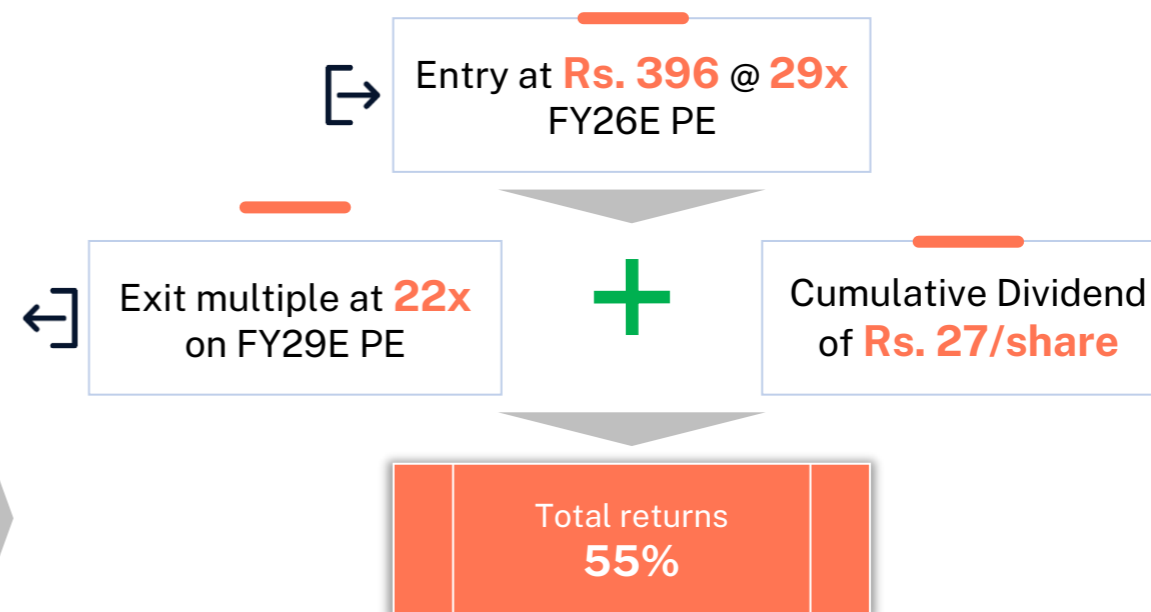 Entry at Rs. 396 @ 29x
FY26E PE
Exit multiple at 22x
on FY29E PE
Cumulative Dividend
of Rs. 27/share
Total returns
55%